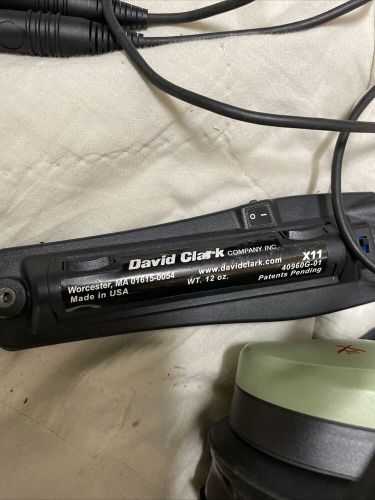 David Clark COMPANY INC. X11
Worcester, MA 01615-0054 www.davidclark.com 40960G-01
Made in USA WT. 12 oz. Patents Pending